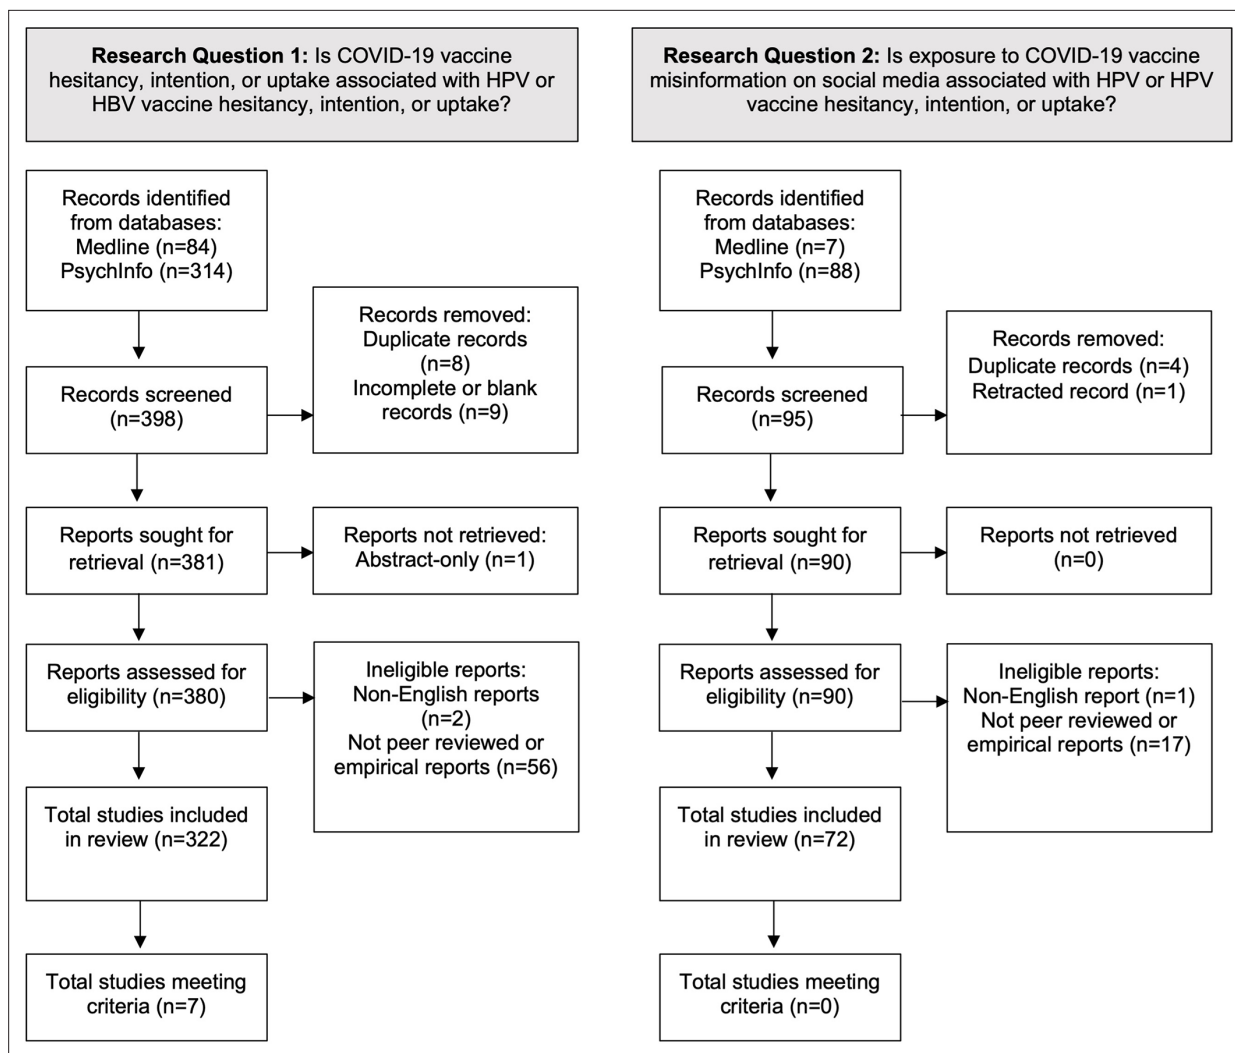 Research Question 1: Is COVID-19 vaccine
hesitancy, intention, or uptake associated with HPV or
HBV vaccine hesitancy, intention, or uptake?
Records identified
from databases:
Medline (n=84)
PsychInfo (n=314)
Records removed:
Duplicate records
(n=8)
Incomplete or blank
records (n=9)
Records screened
(n=398)
Reports sought for
retrieval (n=381)
Reports not retrieved:
Abstract-only (n=1)
Reports assessed for
eligibility (n=380)
Ineligible reports:
Non-English reports
(n=2)
Not peer reviewed or
empirical reports (n=56)
Total studies included
in review (n=322)
Total studies meeting
criteria (n=7)
Research Question 2: Is exposure to COVID-19 vaccine
misinformation on social media associated with HPV or HPV
vaccine hesitancy, intention, or uptake?
Records identified
from databases:
Medline (n=7)
PsychInfo (n=88)
Records removed:
Duplicate records (n=4)
Retracted record (n=1)
Records screened
(n=95)
Reports sought for
retrieval (n=90)
Reports not retrieved
(n=0)
Reports assessed for
eligibility (n=90)
Ineligible reports:
Non-English report (n=1)
Not peer reviewed or
empirical reports (n=17)
Total studies included
in review (n=72)
Total studies meeting
criteria (n=0)